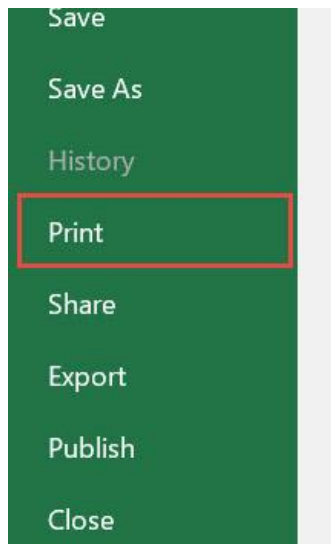 Save
Save As
History
Print
Share
Export
Publish
Close